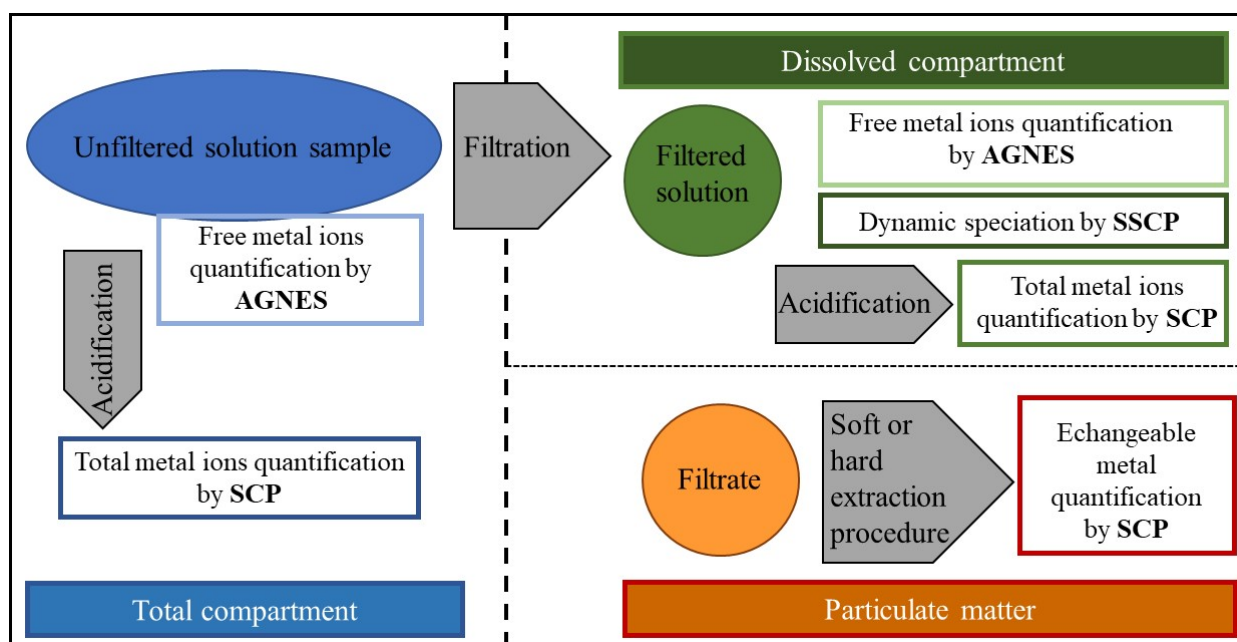 Unfiltered solution sample
Free metal ions
quantification by
AGNES
Acidification
Total metal ions quantification
by SCP
Total compartment
Filtration
Dissolved compartment
Filtered
solution
Free metal ions quantification
by AGNES
Dynamic speciation by SSCP
Acidification
Total metal ions
quantification by SCP
Filtrate
Soft or
hard
extraction
procedure
Echangeable
metal
quantification
by SCP
Particulate matter